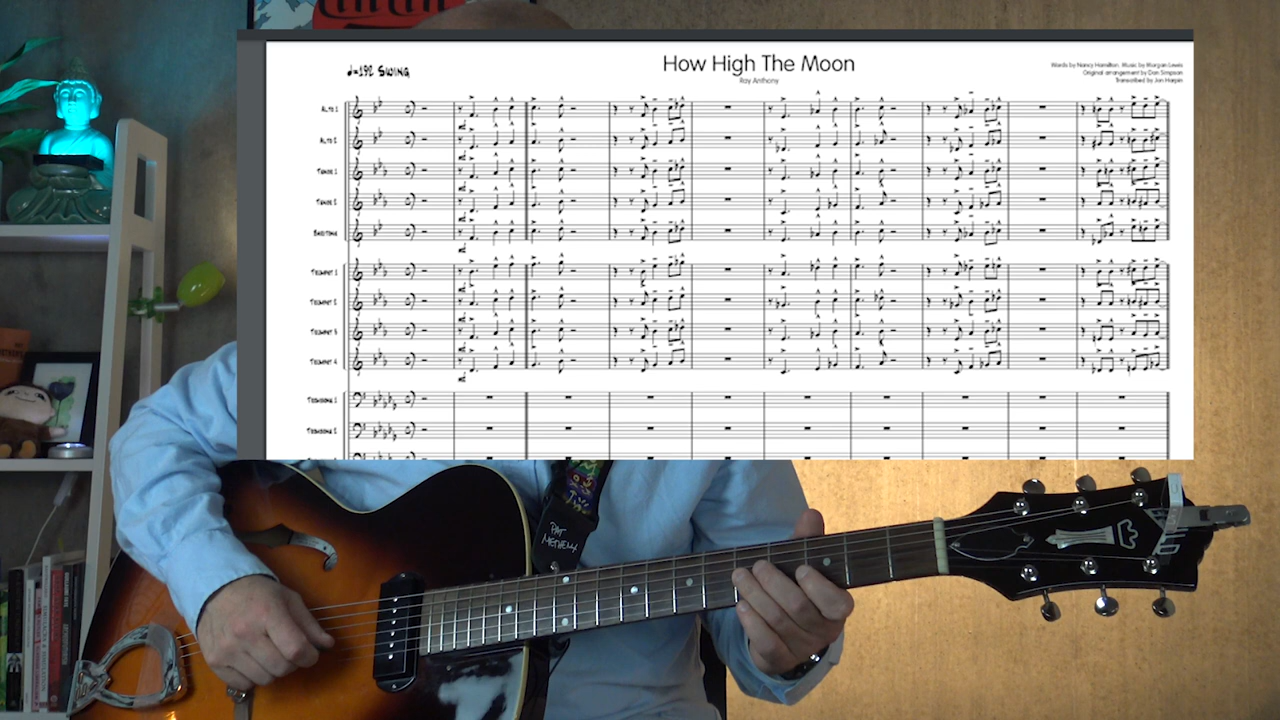 How High The Moon
Ray Anthony
Words by Nancy Hamilton. Music by Morgan Lewis
Original arrangement by Don Simpson
Transcribed by Jon Harpin
♩=192 SWING
ALTO 1
ALTO 2
TENOR 1
TENOR 2
BARITONE
TRUMPET 1
TRUMPET 2
TRUMPET 3
TRUMPET 4
TROMBONE 1
TROMBONE 2
PAT
METHENY
GUILD